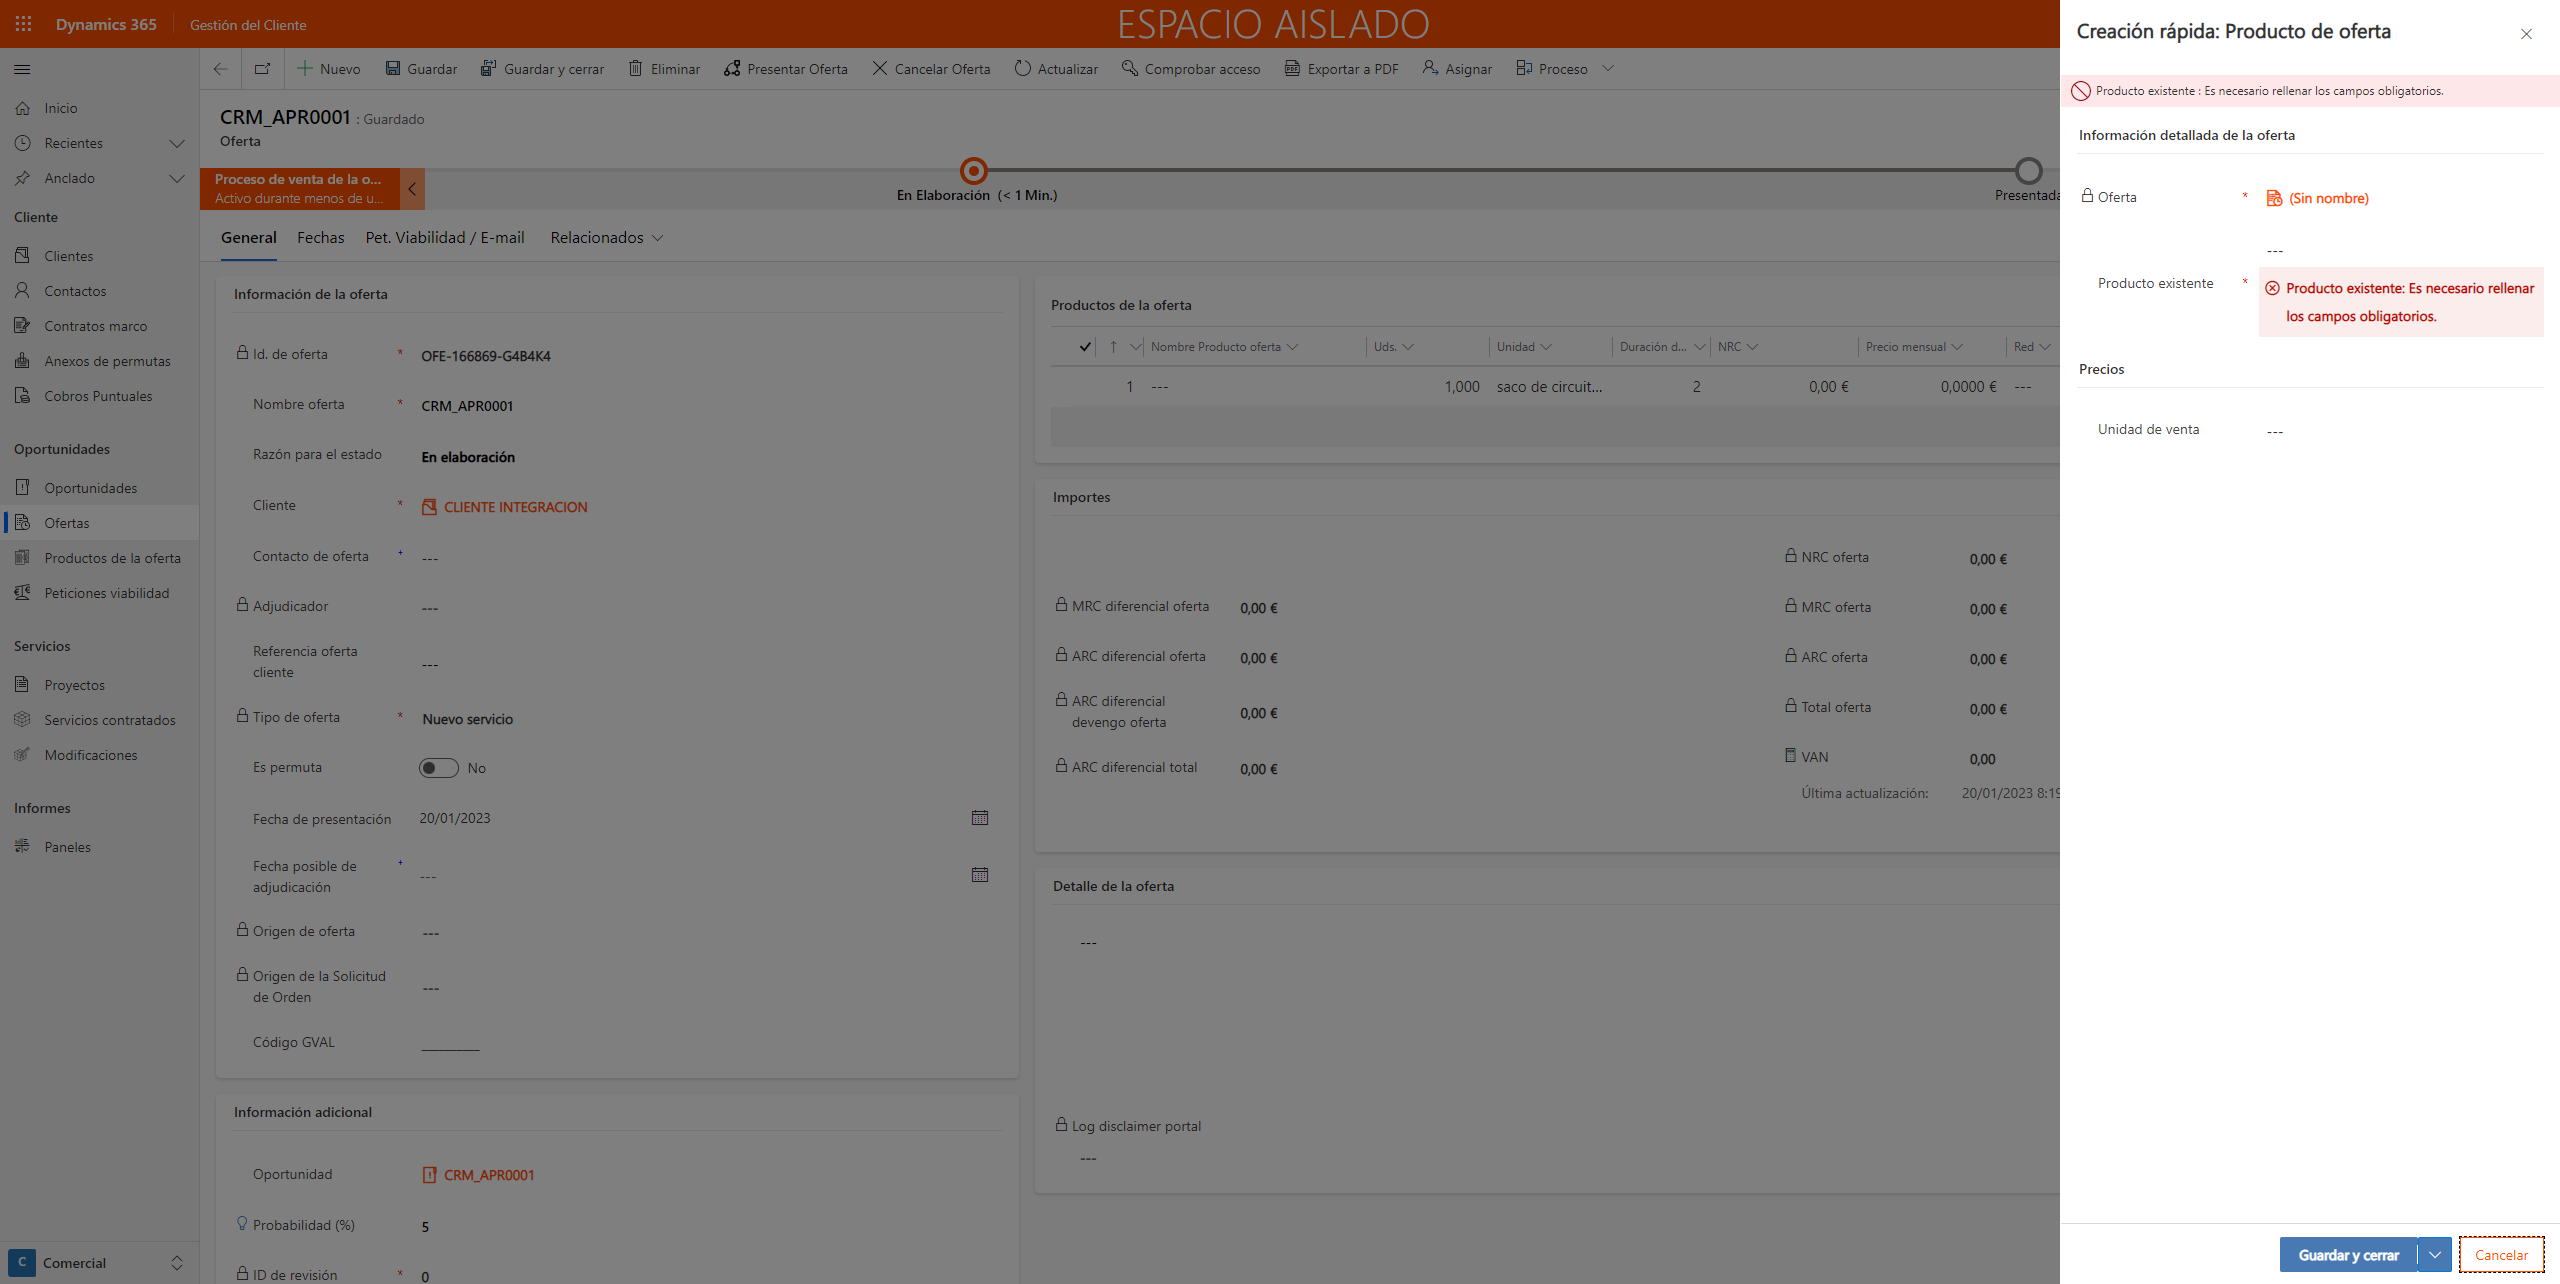 Dynamics 365
Gestión del Cliente
ESPACIO AISLADO
Nuevo
Guardar
Guardar y cerrar
Eliminar
Presentar Oferta
Cancelar Oferta
Actualizar
Comprobar acceso
Exportar a PDF
Asignar
Proceso
Inicio
Recientes
Anclado
Cliente
Clientes
Contactos
Contratos marco
Anexos de permutas
Cobros Puntuales
Oportunidades
Oportunidades
Ofertas
Productos de la oferta
Peticiones viabilidad
Servicios
Proyectos
Servicios contratados
Modificaciones
Informes
Paneles
C Comercial
CRM_APR0001 : Guardado
Oferta
Proceso de venta de la o...
Activo durante menos de u...
En Elaboración (< 1 Min.)
Presentada
General
Fechas
Pet. Viabilidad / E-mail
Relacionados
Información de la oferta
Id. de oferta * OFE-166869-G4B4K4
Nombre oferta * CRM_APR0001
Razón para el estado En elaboración
Cliente * CLIENTE INTEGRACION
Contacto de oferta + ---
Adjudicador ---
Referencia oferta
cliente
---
Tipo de oferta * Nuevo servicio
Es permuta No
Fecha de presentación 20/01/2023
Fecha posible de
adjudicación
+ ---
Origen de oferta ---
Origen de la Solicitud
de Orden
---
Código GVAL ________
Información adicional
Oportunidad CRM_APR0001
Probabilidad (%) 5
ID de revisión * 0
Productos de la oferta
↑ Nombre Producto oferta Uds. Unidad Duración d... NRC Precio mensual Red
1 --- 1,000 saco de circuit... 2 0,00 € 0,0000 € ---
Importes
NRC oferta 0,00 €
MRC diferencial oferta 0,00 € MRC oferta 0,00 €
ARC diferencial oferta 0,00 € ARC oferta 0,00 €
ARC diferencial
devengo oferta
0,00 € Total oferta 0,00 €
ARC diferencial total 0,00 € VAN 0,00
Última actualización: 20/01/2023 8:19
Detalle de la oferta
---
Log disclaimer portal
---
Creación rápida: Producto de oferta
Producto existente : Es necesario rellenar los campos obligatorios.
Información detallada de la oferta
Oferta * (Sin nombre)
---
Producto existente * Producto existente: Es necesario rellenar
los campos obligatorios.
Precios
Unidad de venta ---
Guardar y cerrar
Cancelar